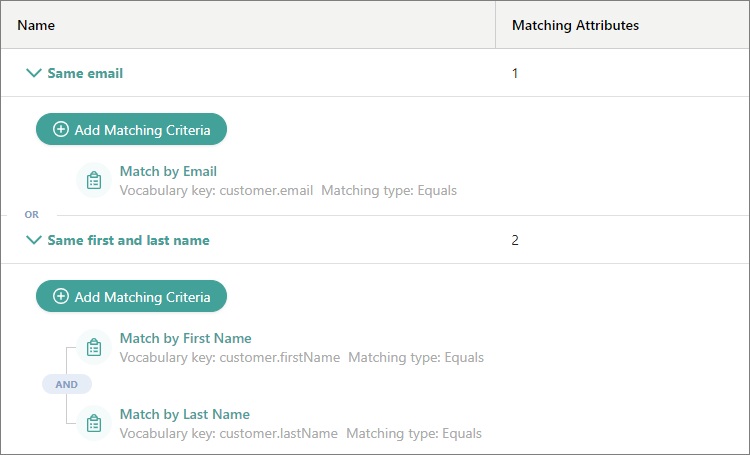 Name Matching Attributes
Same email 1
Add Matching Criteria
Match by Email
Vocabulary key: customer.email Matching type: Equals
OR
Same first and last name 2
Add Matching Criteria
Match by First Name
Vocabulary key: customer.firstName Matching type: Equals
AND
Match by Last Name
Vocabulary key: customer.lastName Matching type: Equals